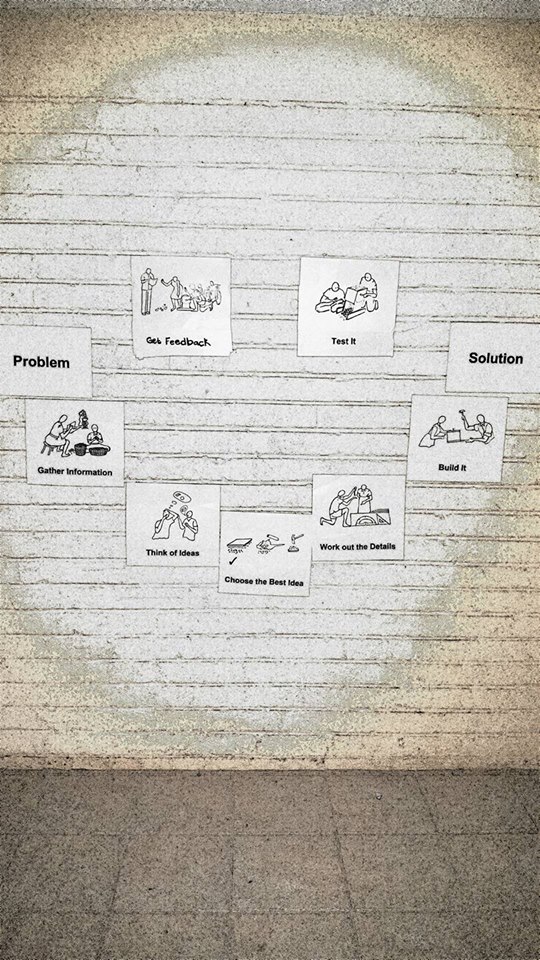 Get Feedback
Test It
Problem
Solution
Gather Information
Build It
Think of Ideas
Work out the Details
Choose the Best Idea